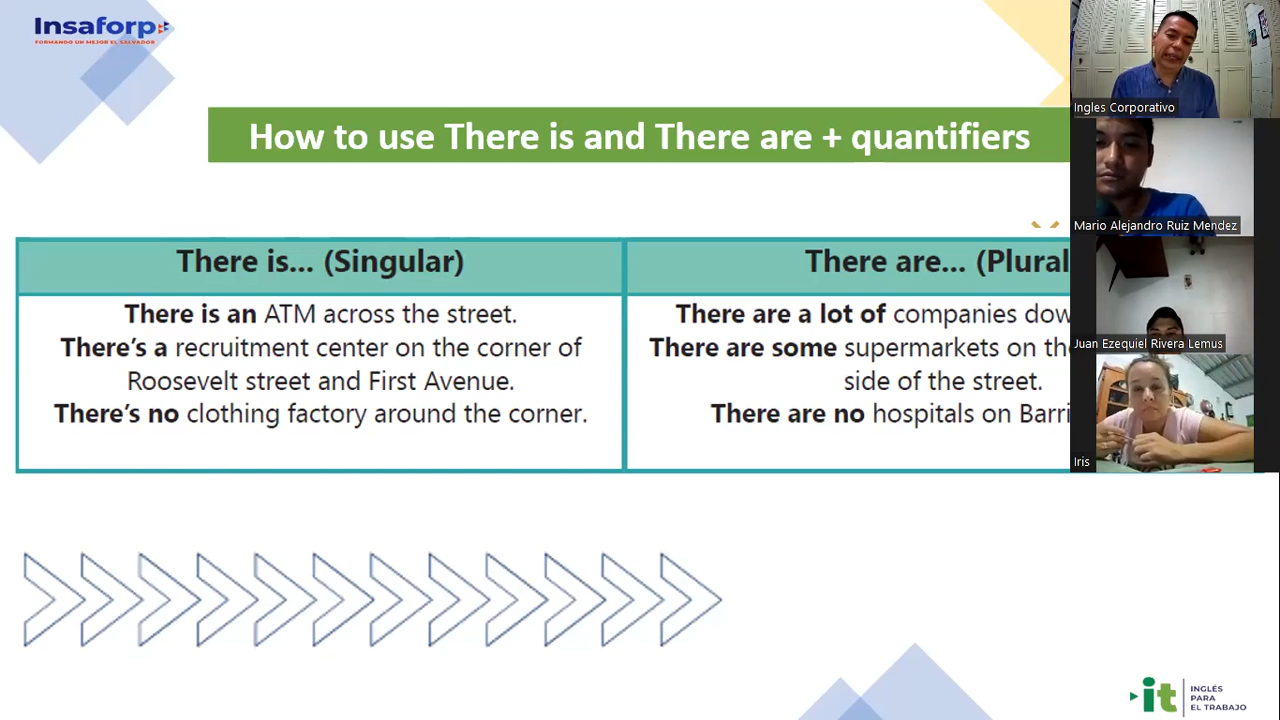 Insaforp
FORMANDO UN MEJOR EL SALVADOR
How to use There is and There are + quantifiers
There is... (Singular)
There is an ATM across the street.
There's a recruitment center on the corner of
Roosevelt street and First Avenue.
There's no clothing factory around the corner.
There are... (Plural
There are a lot of companies dow
There are some supermarkets on th
side of the street.
There are no hospitals on Barri
Ingles Corporativo
Mario Alejandro Ruiz Mendez
Juan Ezequiel Rivera Lemus
Iris
it
INGLÉS
PARA
EL TRABAJO